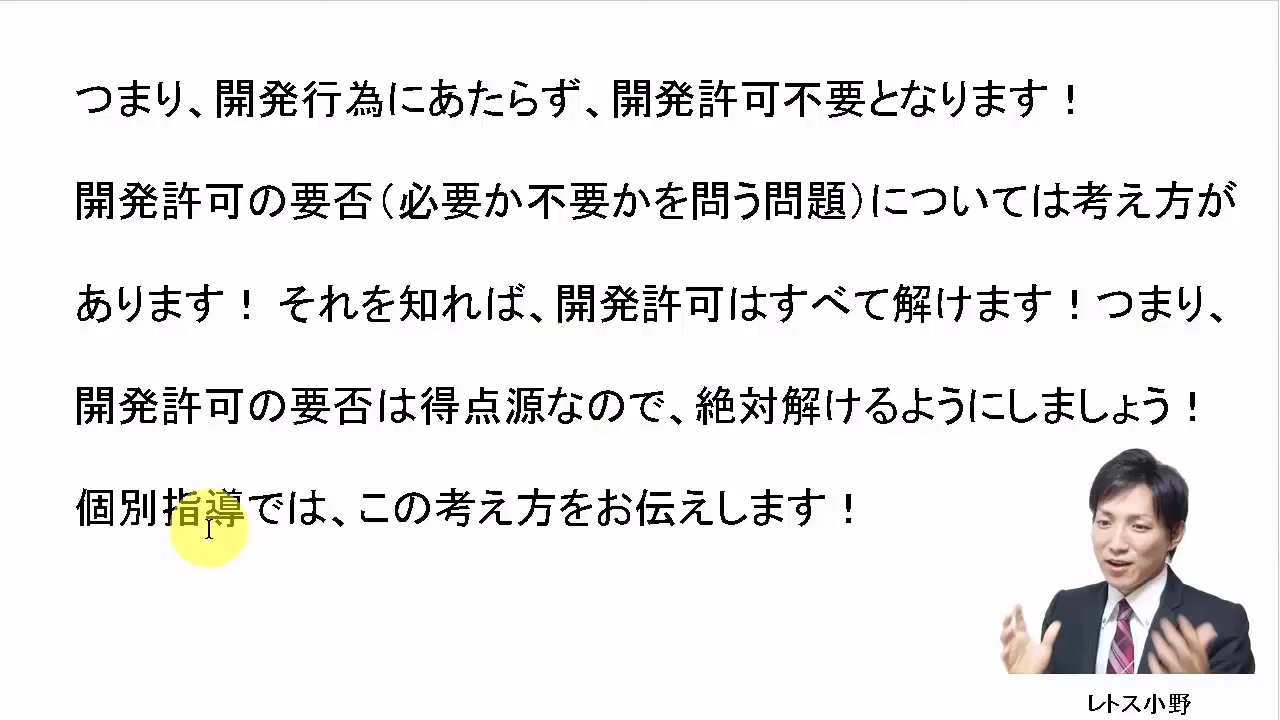 つまり、開発行為にあたらず、開発許可不要となります！
開発許可の要否（必要か不要かを問う問題）については考え方が
あります！ それを知れば、開発許可はすべて解けます！つまり、
開発許可の要否は得点源なので、絶対解けるようにしましょう！
個別指導では、この考え方をお伝えします！
レトス小野